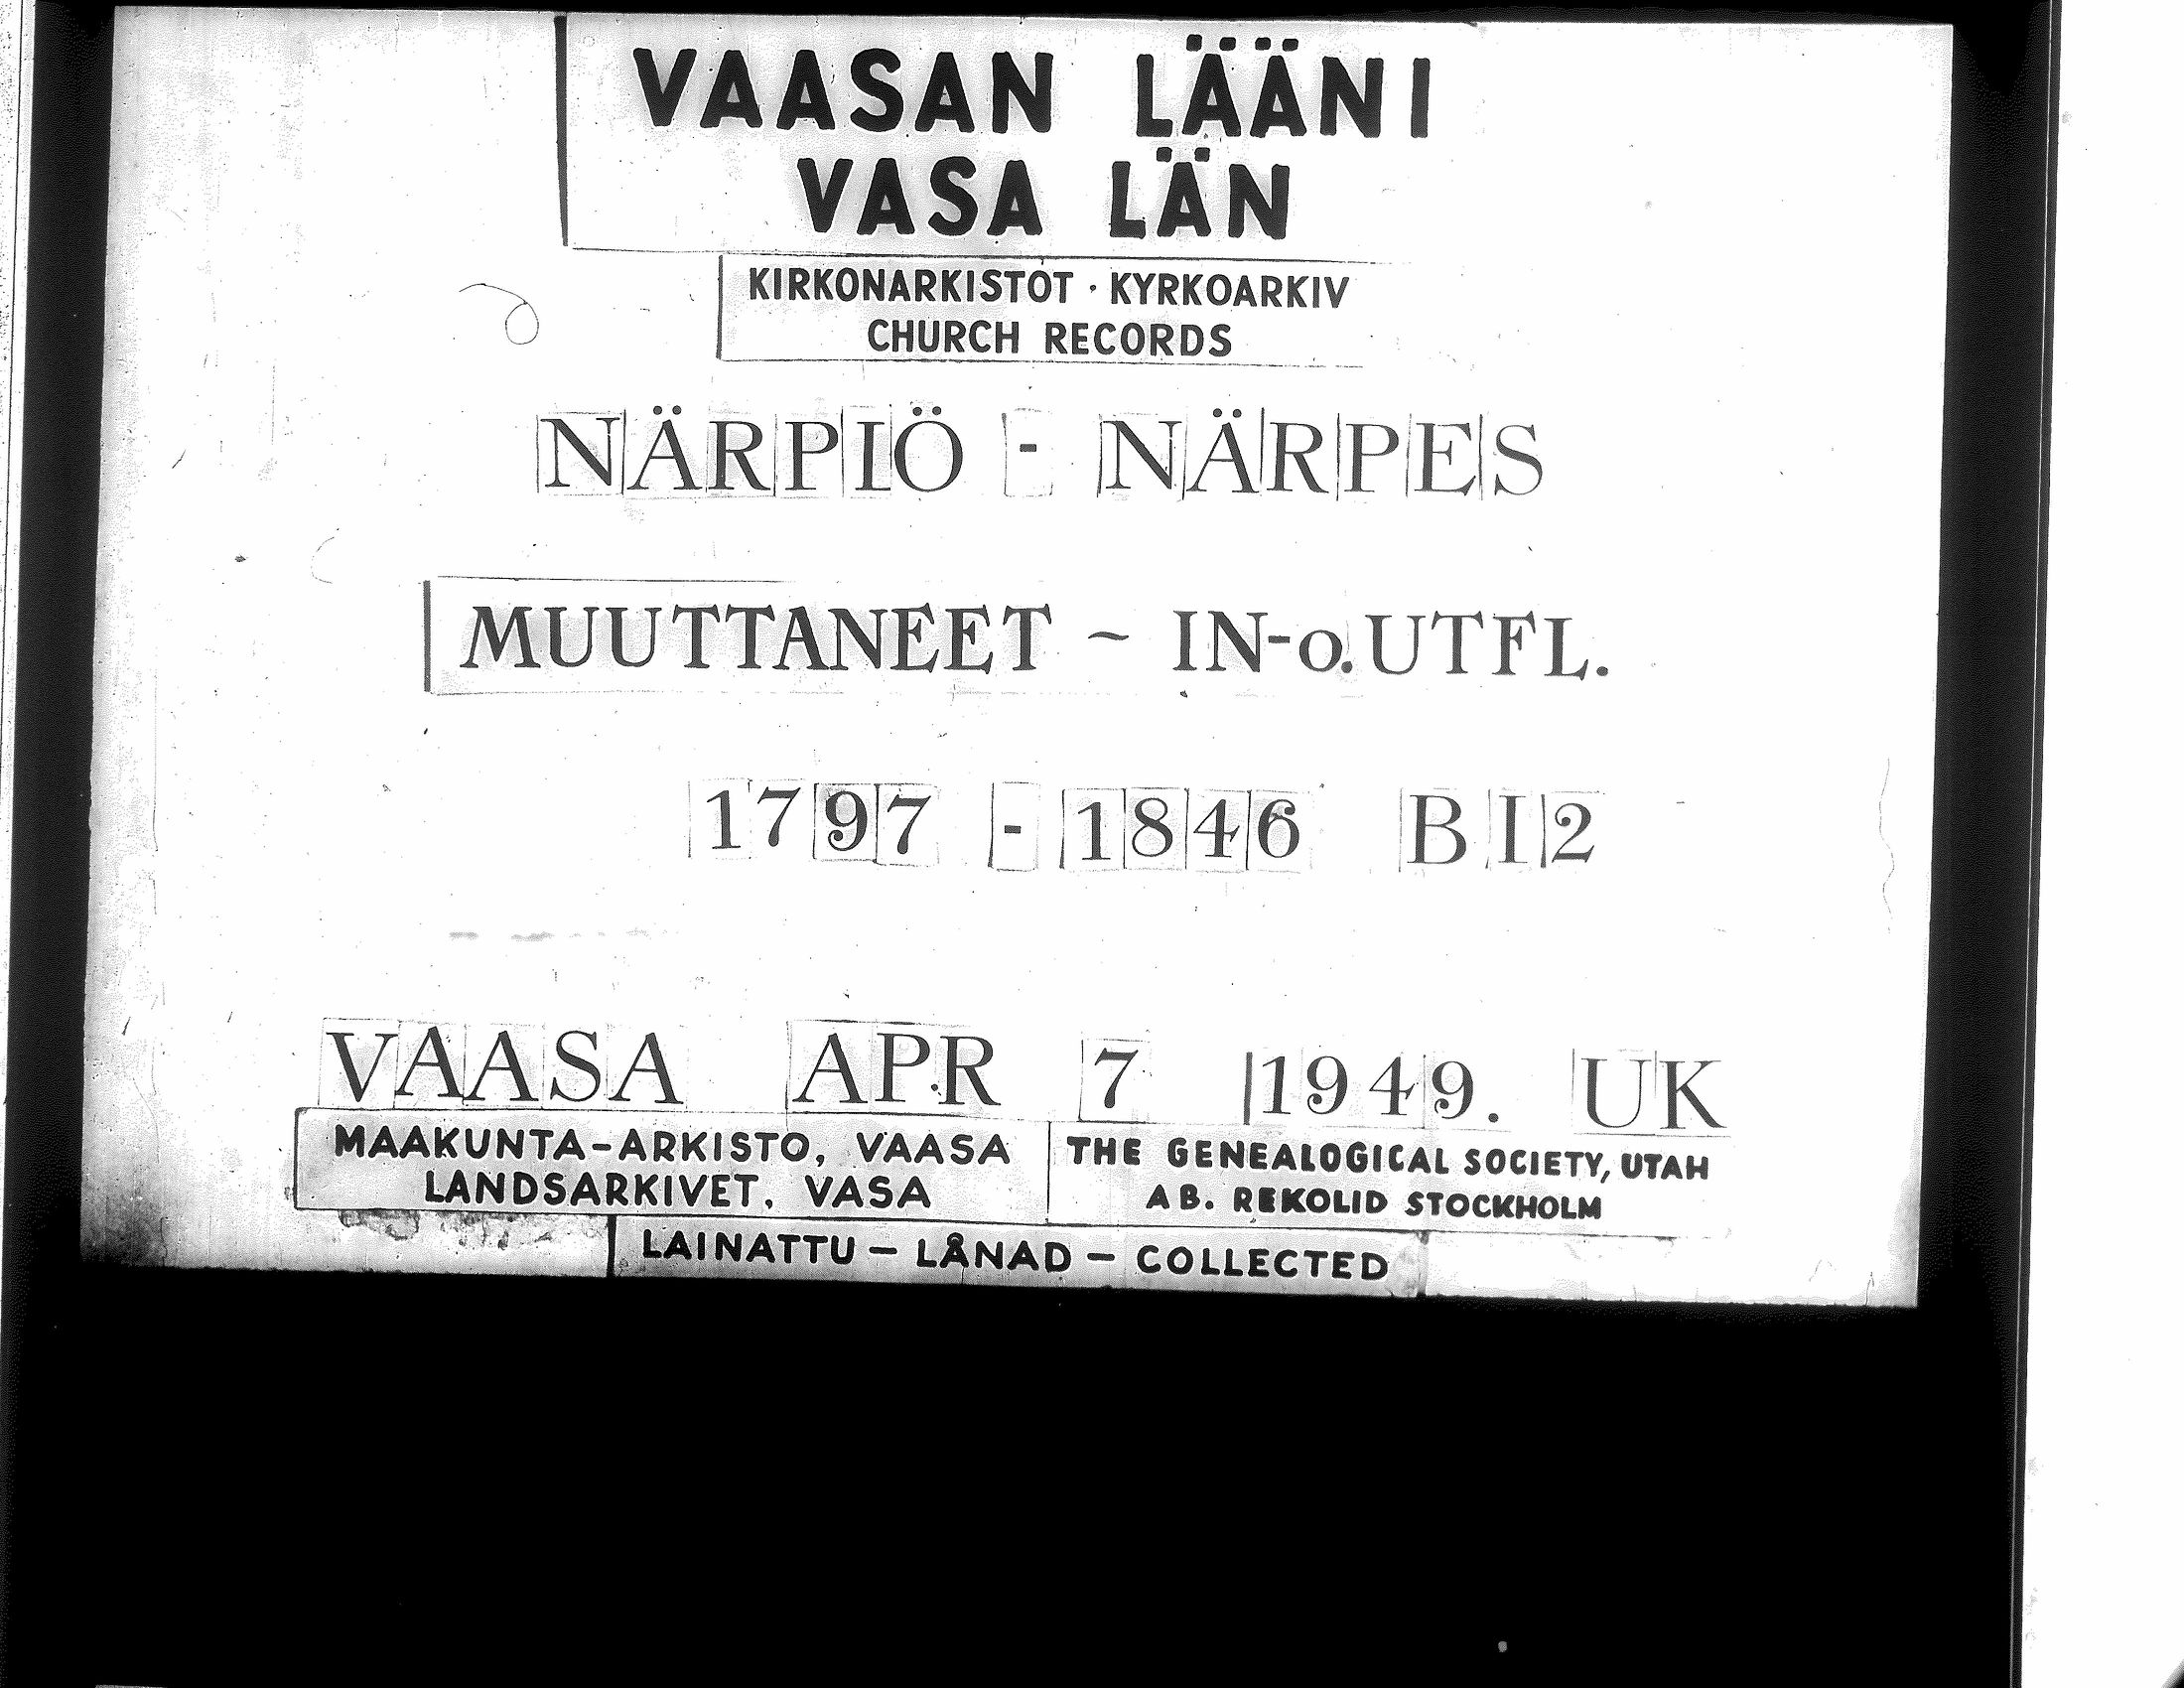 VAASAN LÄÄNI
VASA LÄN
KIRKONARKISTOT · KYRKOARKIV
CHURCH RECORDS
NÄRPIÖ - NÄRPES
MUUTTANEET ~ IN-o.UTFL.
1797 - 1846 B I 2
VAASA APR 7 1949. UK
MAAKUNTA-ARKISTO, VAASA
LANDSARKIVET, VASA
THE GENEALOGICAL SOCIETY, UTAH
AB. REKOLID STOCKHOLM
LAINATTU - LÅNAD - COLLECTED